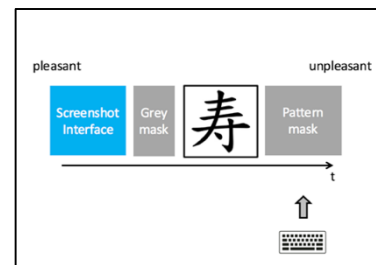 pleasant unpleasant
Screenshot Interface
Grey mask
寿
Pattern mask
t